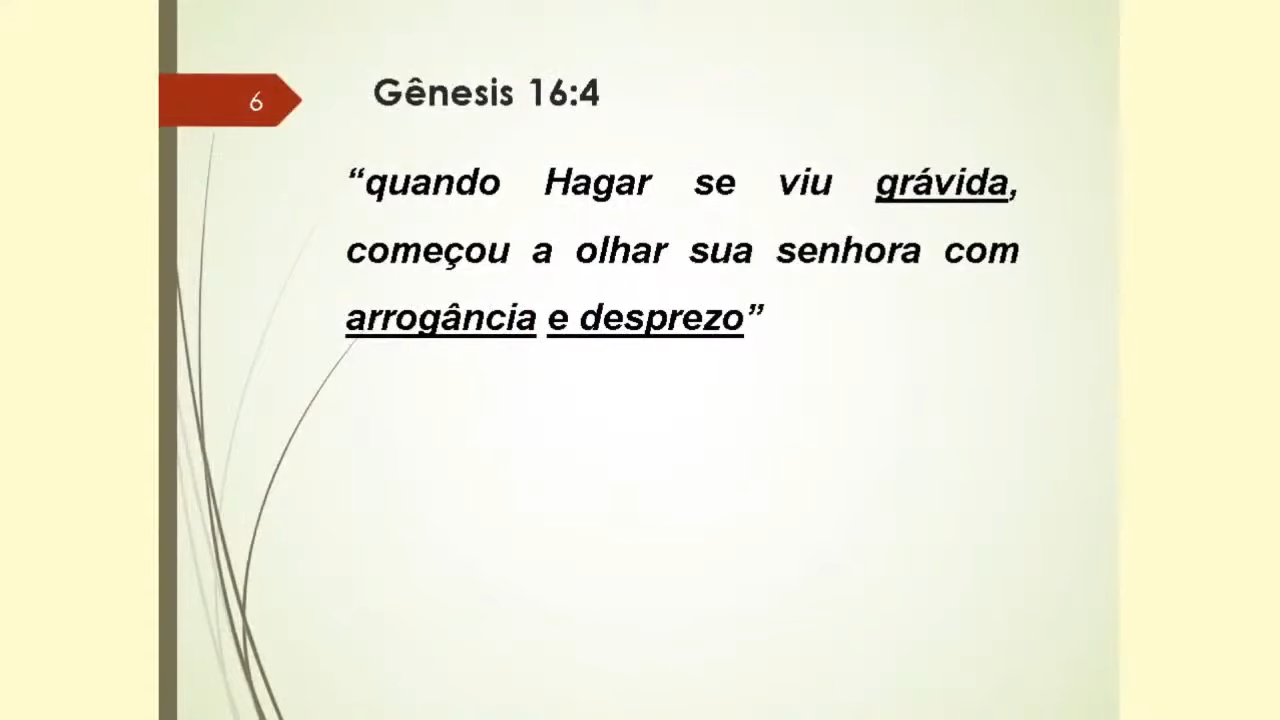 6
Gênesis 16:4
“quando Hagar se viu grávida,
começou a olhar sua senhora com
arrogância e desprezo”